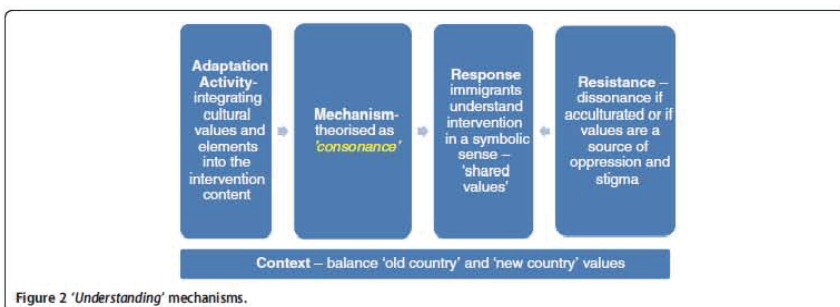 Adaptation
Activity-
integrating
cultural
values and
elements
into the
intervention
content
Mechanism-
theorised as
'consonance'
Response
immigrants
understand
intervention
in a symbolic
sense –
'shared
values'
Resistance –
dissonance if
acculturated or if
values are a
source of
oppression and
stigma
Context – balance 'old country' and 'new country' values
Figure 2 'Understanding' mechanisms.